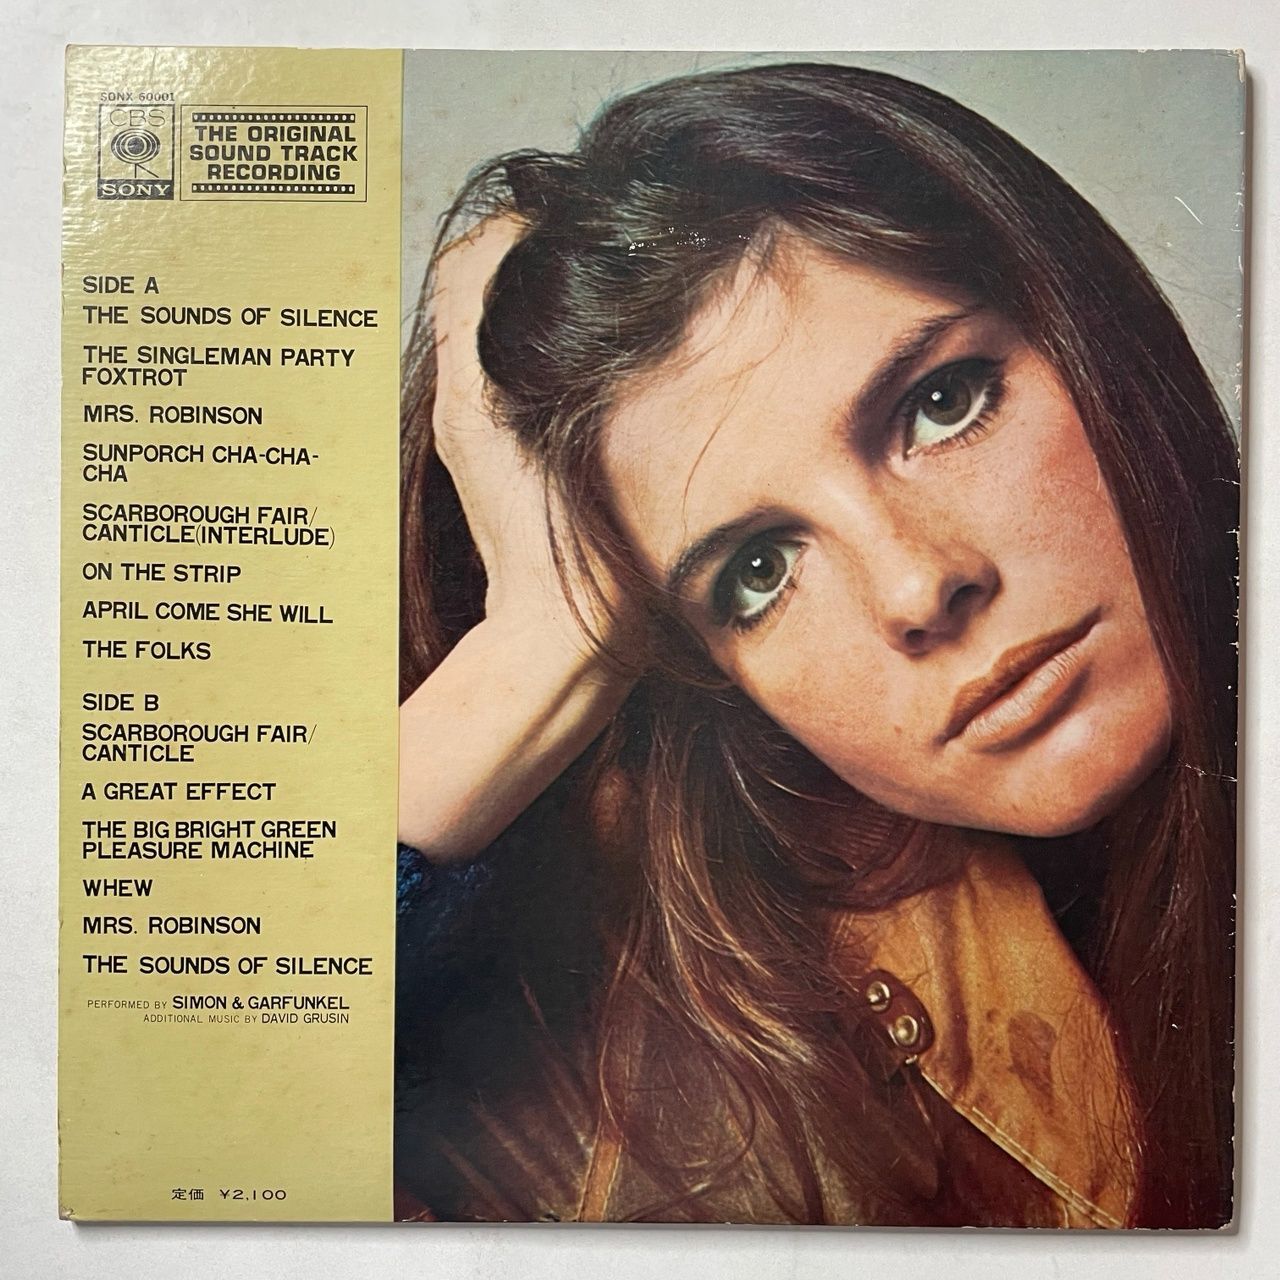 SONX-60001
CBS
SONY
THE ORIGINAL
SOUND TRACK
RECORDING
SIDE A
THE SOUNDS OF SILENCE
THE SINGLEMAN PARTY
FOXTROT
MRS. ROBINSON
SUNPORCH CHA-CHA-
CHA
SCARBOROUGH FAIR/
CANTICLE(INTERLUDE)
ON THE STRIP
APRIL COME SHE WILL
THE FOLKS
SIDE B
SCARBOROUGH FAIR/
CANTICLE
A GREAT EFFECT
THE BIG BRIGHT GREEN
PLEASURE MACHINE
WHEW
MRS. ROBINSON
THE SOUNDS OF SILENCE
PERFORMED BY SIMON & GARFUNKEL
ADDITIONAL MUSIC BY DAVID GRUSIN
定価 ¥2,100